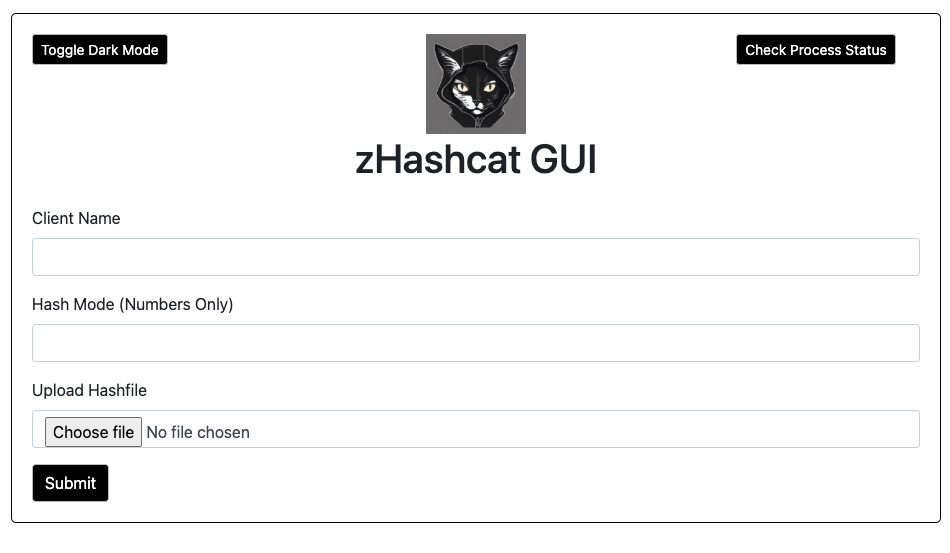 Toggle Dark Mode
Check Process Status
zHashcat GUI
Client Name
Hash Mode (Numbers Only)
Upload Hashfile
Choose file No file chosen
Submit